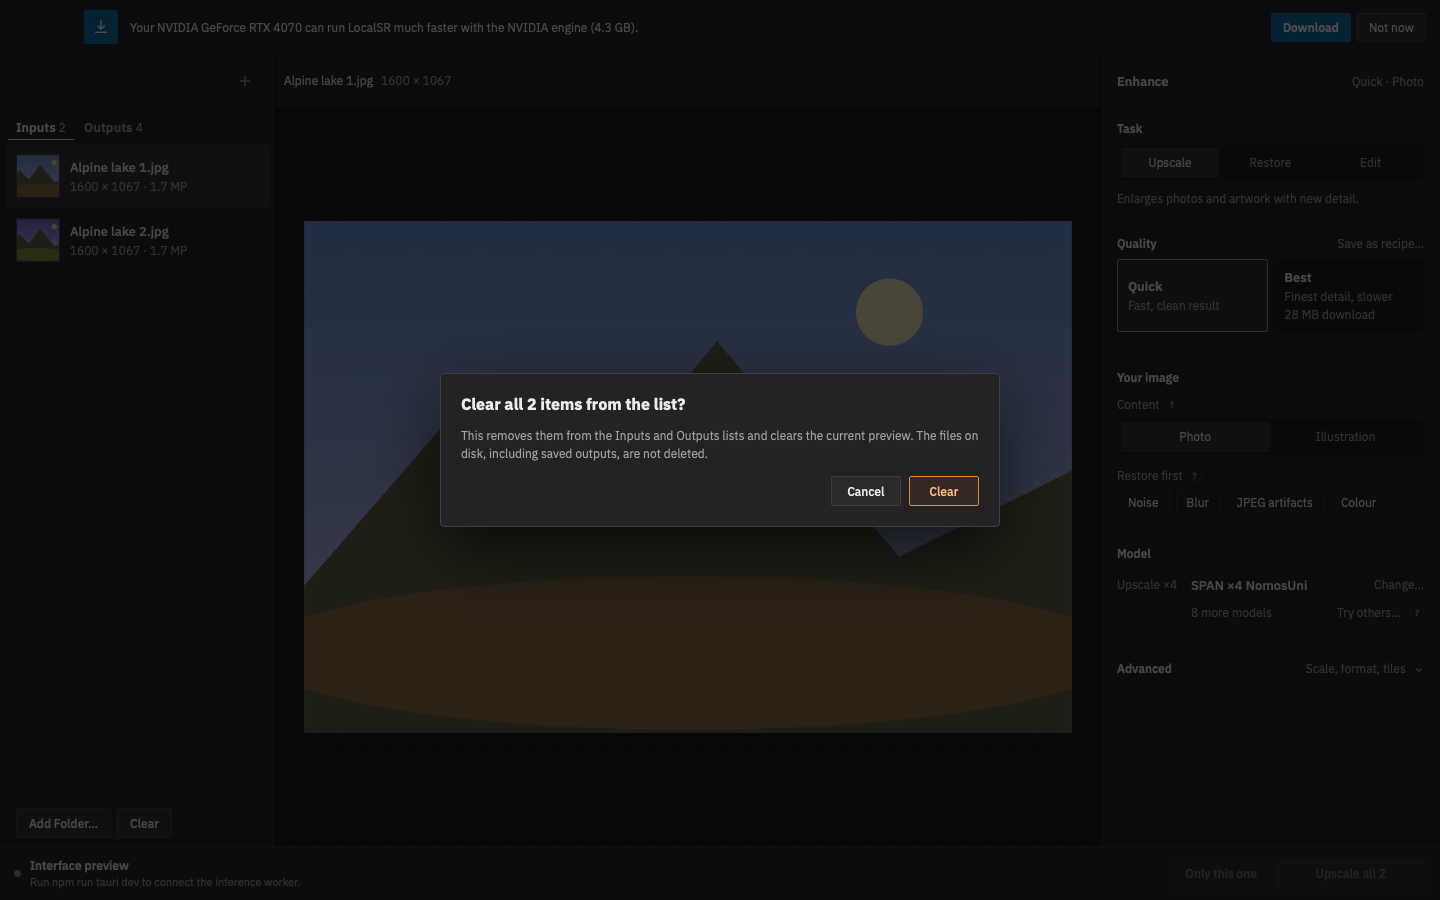 Your NVIDIA GeForce RTX 4070 can run LocalSR much faster with the NVIDIA engine (4.3 GB).
Download
Not now
Alpine lake 1.jpg 1600 × 1067
Inputs 2
Outputs 4
Alpine lake 1.jpg
1600 × 1067 · 1.7 MP
Alpine lake 2.jpg
1600 × 1067 · 1.7 MP
Add Folder...
Clear
Clear all 2 items from the list?
This removes them from the Inputs and Outputs lists and clears the current preview. The files on
disk, including saved outputs, are not deleted.
Cancel
Clear
Enhance
Quick · Photo
Task
Upscale
Restore
Edit
Enlarges photos and artwork with new detail.
Quality
Save as recipe...
Quick
Fast, clean result
Best
Finest detail, slower
28 MB download
Your image
Content ?
Photo
Illustration
Restore first ?
Noise
Blur
JPEG artifacts
Colour
Model
Upscale ×4
SPAN ×4 NomosUni
Change...
8 more models
Try others... ?
Advanced
Scale, format, tiles
Interface preview
Run npm run tauri dev to connect the inference worker.
Only this one
Upscale all 2